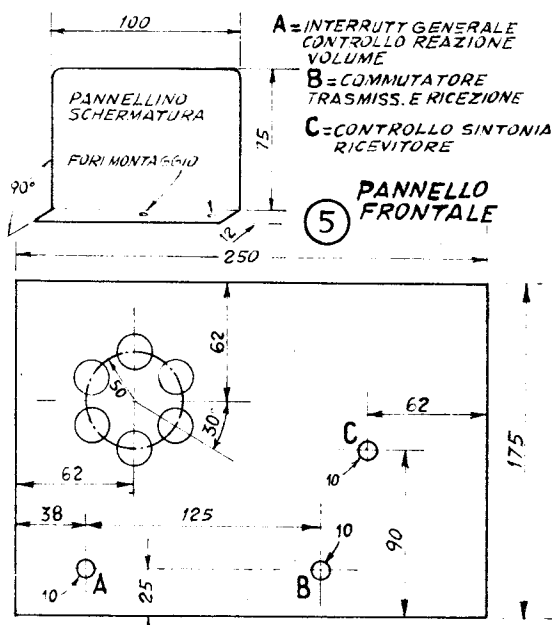 100
A=INTERRUTT GENERALE
CONTROLLO REAZIONE
VOLUME
B=COMMUTATORE
TRASMISS. E RICEZIONE
C=CONTROLLO SINTONIA
RICEVITORE
PANNELLINO
SCHERMATURA
75
FORI MONTAGGIO
90°
12
5
PANNELLO
FRONTALE
250
62
50
30°
62
C
10
62
175
38
125
90
10
A
10
25
B
10